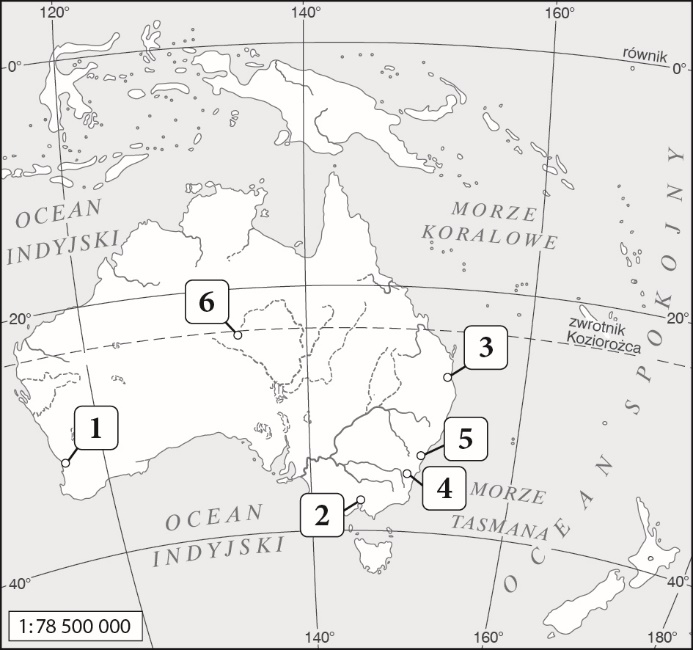 120°
140°
160°
równik
0°
0°
OCEAN
INDYJSKI
MORZE
KORALOWE
6
20°
20°
zwrotnik
Koziorożca
3
1
5
4
2
MORZE
TASMANA
OCEAN
INDYJSKI
OCEAN SPOKOJNY
40°
40°
1:78 500 000
140°
160°
180°